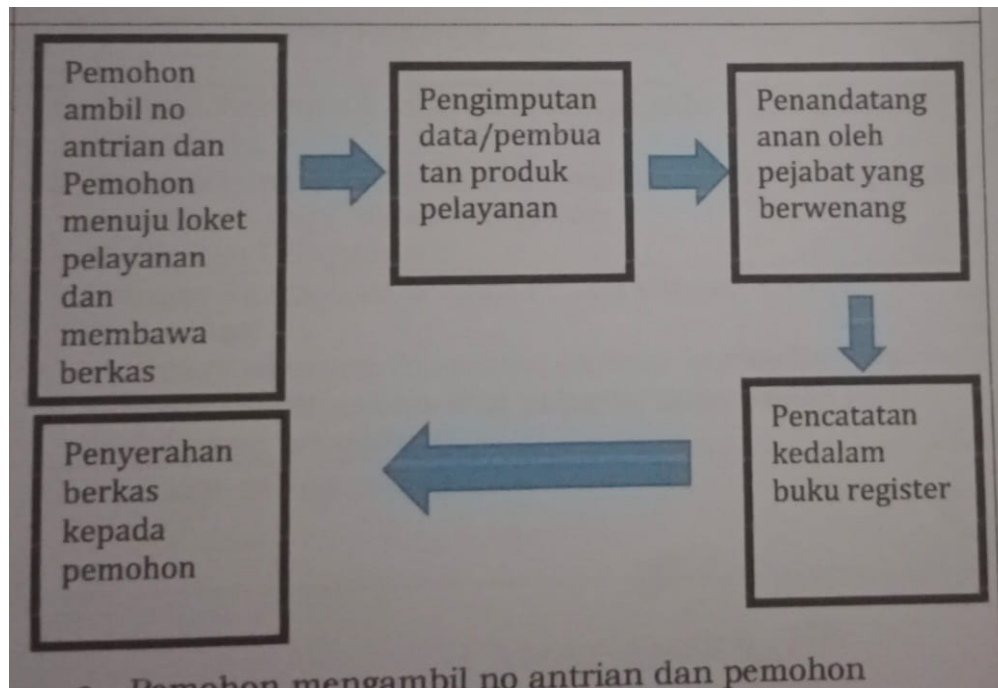 Pemohon
ambil no
antrian dan
Pemohon
menuju loket
pelayanan
dan
membawa
berkas
Pengimputan
data/pembua
tan produk
pelayanan
Penandatang
anan oleh
pejabat yang
berwenang
Pencatatan
kedalam
buku register
Penyerahan
berkas
kepada
pemohon
Pemohon mengambil no antrian dan pemohon